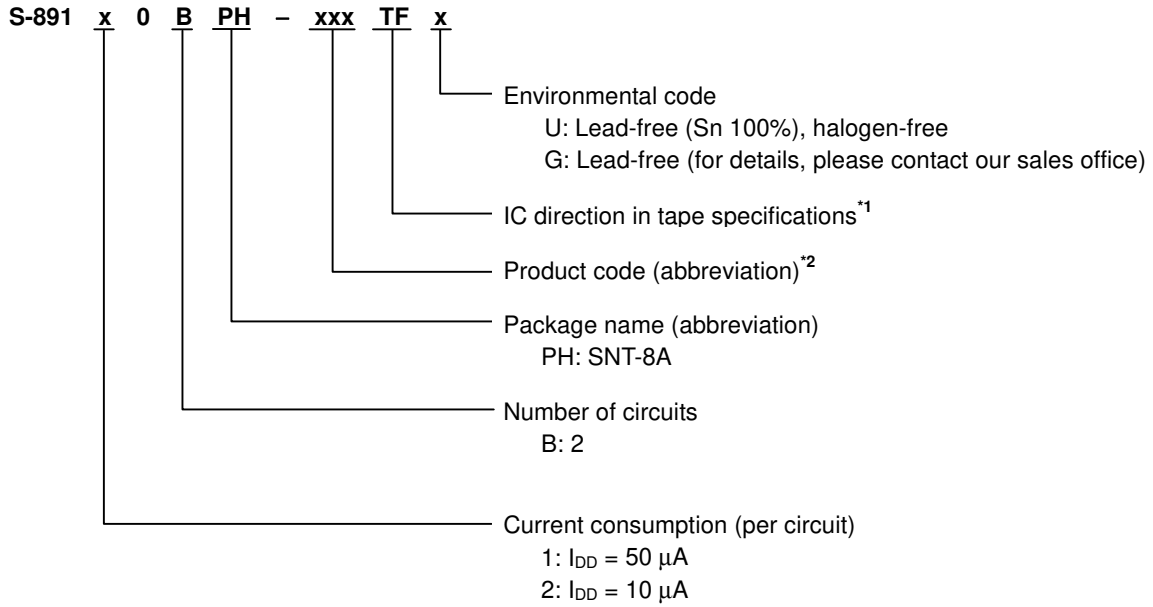 S-891 x 0 B PH – xxx TF x
Environmental code
U: Lead-free (Sn 100%), halogen-free
G: Lead-free (for details, please contact our sales office)
IC direction in tape specifications*1
Product code (abbreviation)*2
Package name (abbreviation)
PH: SNT-8A
Number of circuits
B: 2
Current consumption (per circuit)
1: IDD = 50 μA
2: IDD = 10 μA